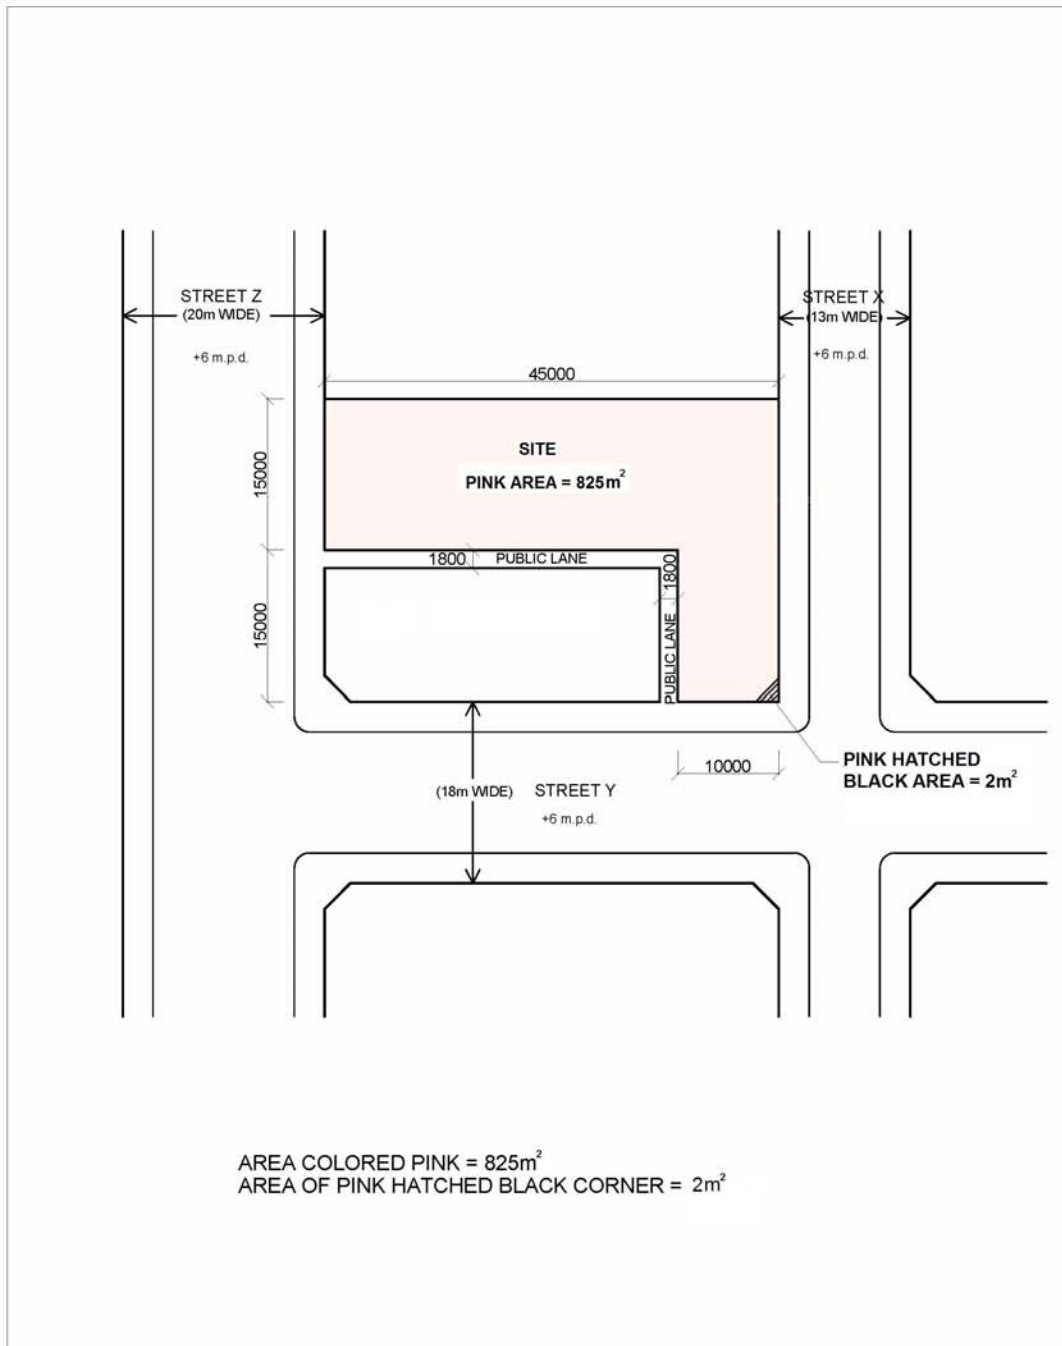 STREET Z
(20m WIDE)
+6 m.p.d.
STREET X
(13m WIDE)
+6 m.p.d.
45000
15000
SITE
PINK AREA = 825m²
1800
PUBLIC LANE
1800
15000
PUBLIC LANE
10000
PINK HATCHED
BLACK AREA = 2m²
(18m WIDE)
STREET Y
+6 m.p.d.
AREA COLORED PINK = 825m²
AREA OF PINK HATCHED BLACK CORNER = 2m²